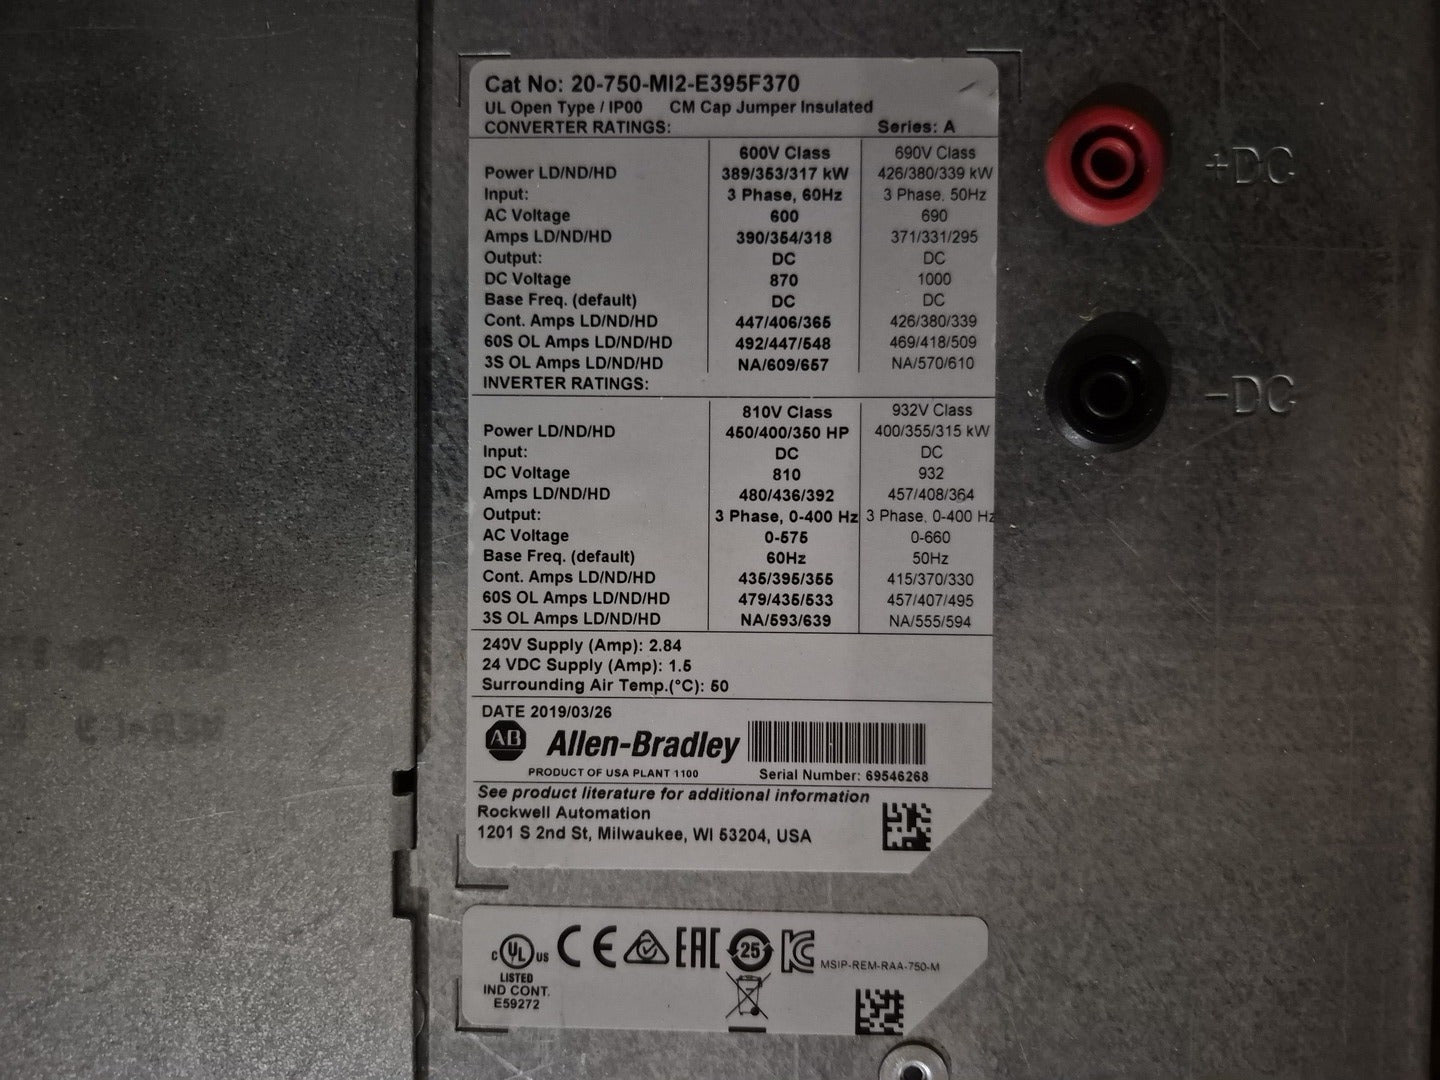 Cat No: 20-750-MI2-E395F370
UL Open Type / IP00 CM Cap Jumper Insulated
CONVERTER RATINGS: Series: A
600V Class 690V Class
Power LD/ND/HD 389/353/317 kW 426/380/339 kW
Input: 3 Phase, 60Hz 3 Phase, 50Hz
AC Voltage 600 690
Amps LD/ND/HD 390/354/318 371/331/295
Output: DC DC
DC Voltage 870 1000
Base Freq. (default) DC DC
Cont. Amps LD/ND/HD 447/406/365 426/380/339
60S OL Amps LD/ND/HD 492/447/548 469/418/509
3S OL Amps LD/ND/HD NA/609/657 NA/570/610
INVERTER RATINGS:
810V Class 932V Class
Power LD/ND/HD 450/400/350 HP 400/355/315 kW
Input: DC DC
DC Voltage 810 932
Amps LD/ND/HD 480/436/392 457/408/364
Output: 3 Phase, 0-400 Hz 3 Phase, 0-400 Hz
AC Voltage 0-575 0-660
Base Freq. (default) 60Hz 50Hz
Cont. Amps LD/ND/HD 435/395/355 415/370/330
60S OL Amps LD/ND/HD 479/435/533 457/407/495
3S OL Amps LD/ND/HD NA/593/639 NA/555/594
240V Supply (Amp): 2.84
24 VDC Supply (Amp): 1.5
Surrounding Air Temp.(°C): 50
DATE 2019/03/26
AB Allen-Bradley
PRODUCT OF USA PLANT 1100 Serial Number: 69546268
See product literature for additional information
Rockwell Automation
1201 S 2nd St, Milwaukee, WI 53204, USA
+DC
-DC
c UL us CE EAC 25 KC MSIP-REM-RAA-750-M
LISTED
IND CONT.
E59272